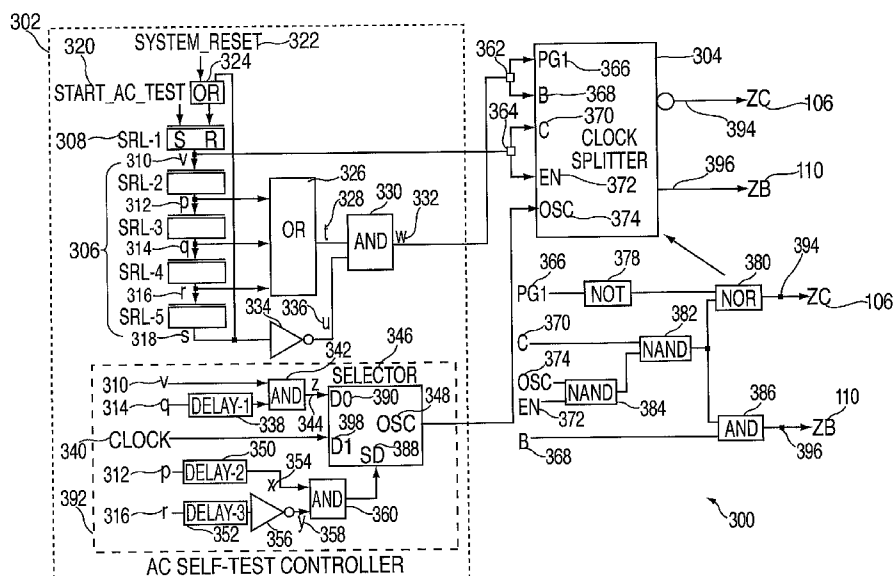 302
SYSTEM_RESET 322
320
324
START_AC_TEST OR
308 SRL-1 S R
310 v
SRL-2
312 p
306 SRL-3
314 q
SRL-4
316 r
SRL-5
318 s
326
OR
328
t
330
AND
332
w
334
336
u
362
364
304
PG1 366
B 368
C 370
CLOCK SPLITTER
EN 372
OSC 374
ZC 106
394
396 ZB 110
366
PG1
378
NOT
380
NOR
394
ZC
106
370
C
382
NAND
374
OSC
NAND
EN
372
384
386
AND
110
ZB
396
B
368
300
342
346
SELECTOR
310 v
AND
z
344
D0 390
348
OSC
314 q DELAY-1
338
398
D1
388
SD
340 CLOCK
350
312 p DELAY-2
354
x
AND
360
392
316 r DELAY-3
352
356
y
358
AC SELF-TEST CONTROLLER